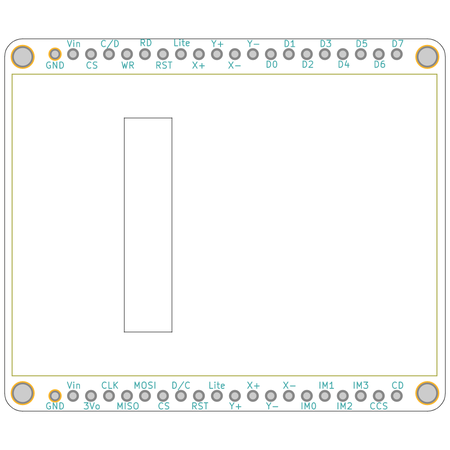 Vin C/D RD Lite Y+ Y- D1 D3 D5 D7
GND CS WR RST X+ X- D0 D2 D4 D6
Vin CLK MOSI D/C Lite X+ X- IM1 IM3 CD
GND 3Vo MISO CS RST Y+ Y- IM0 IM2 CCS